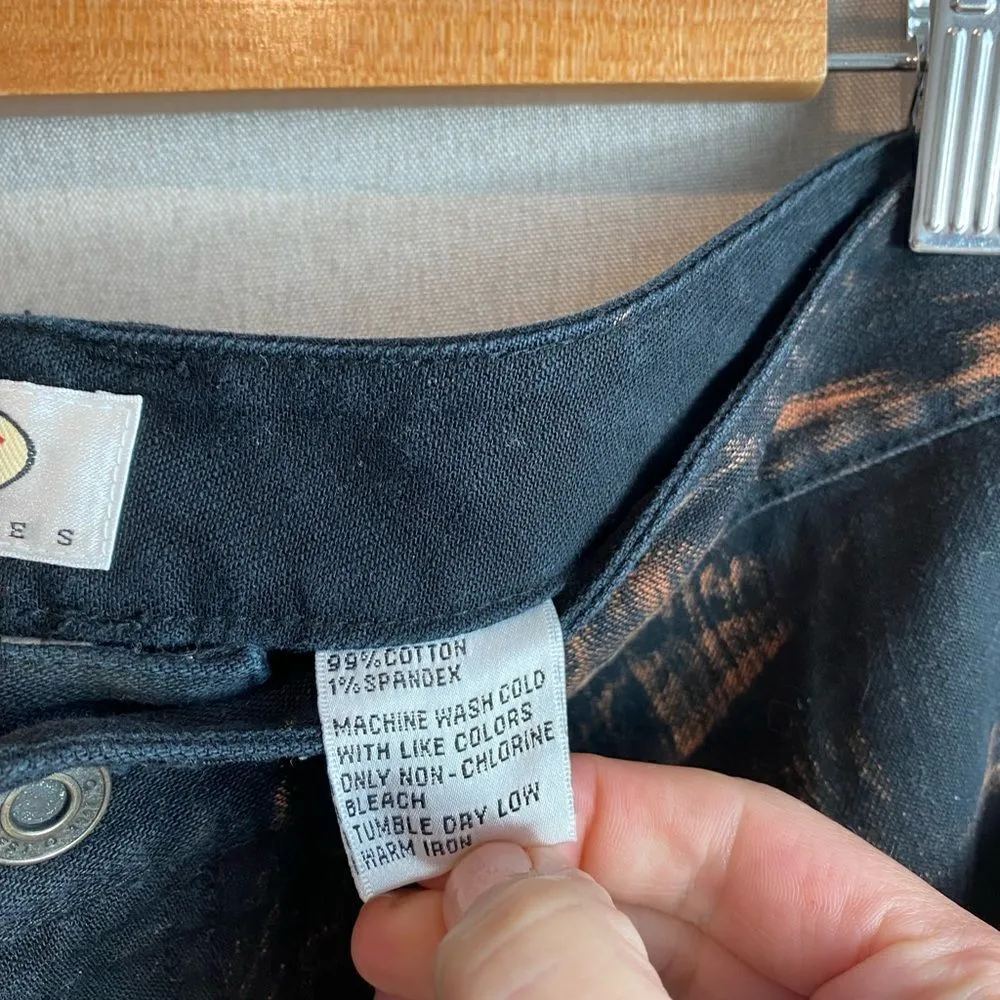 E S
99% COTTON
1% SPANDEX
MACHINE WASH COLD
WITH LIKE COLORS
ONLY NON-CHLORINE
BLEACH
TUMBLE DRY LOW
WARM IRON